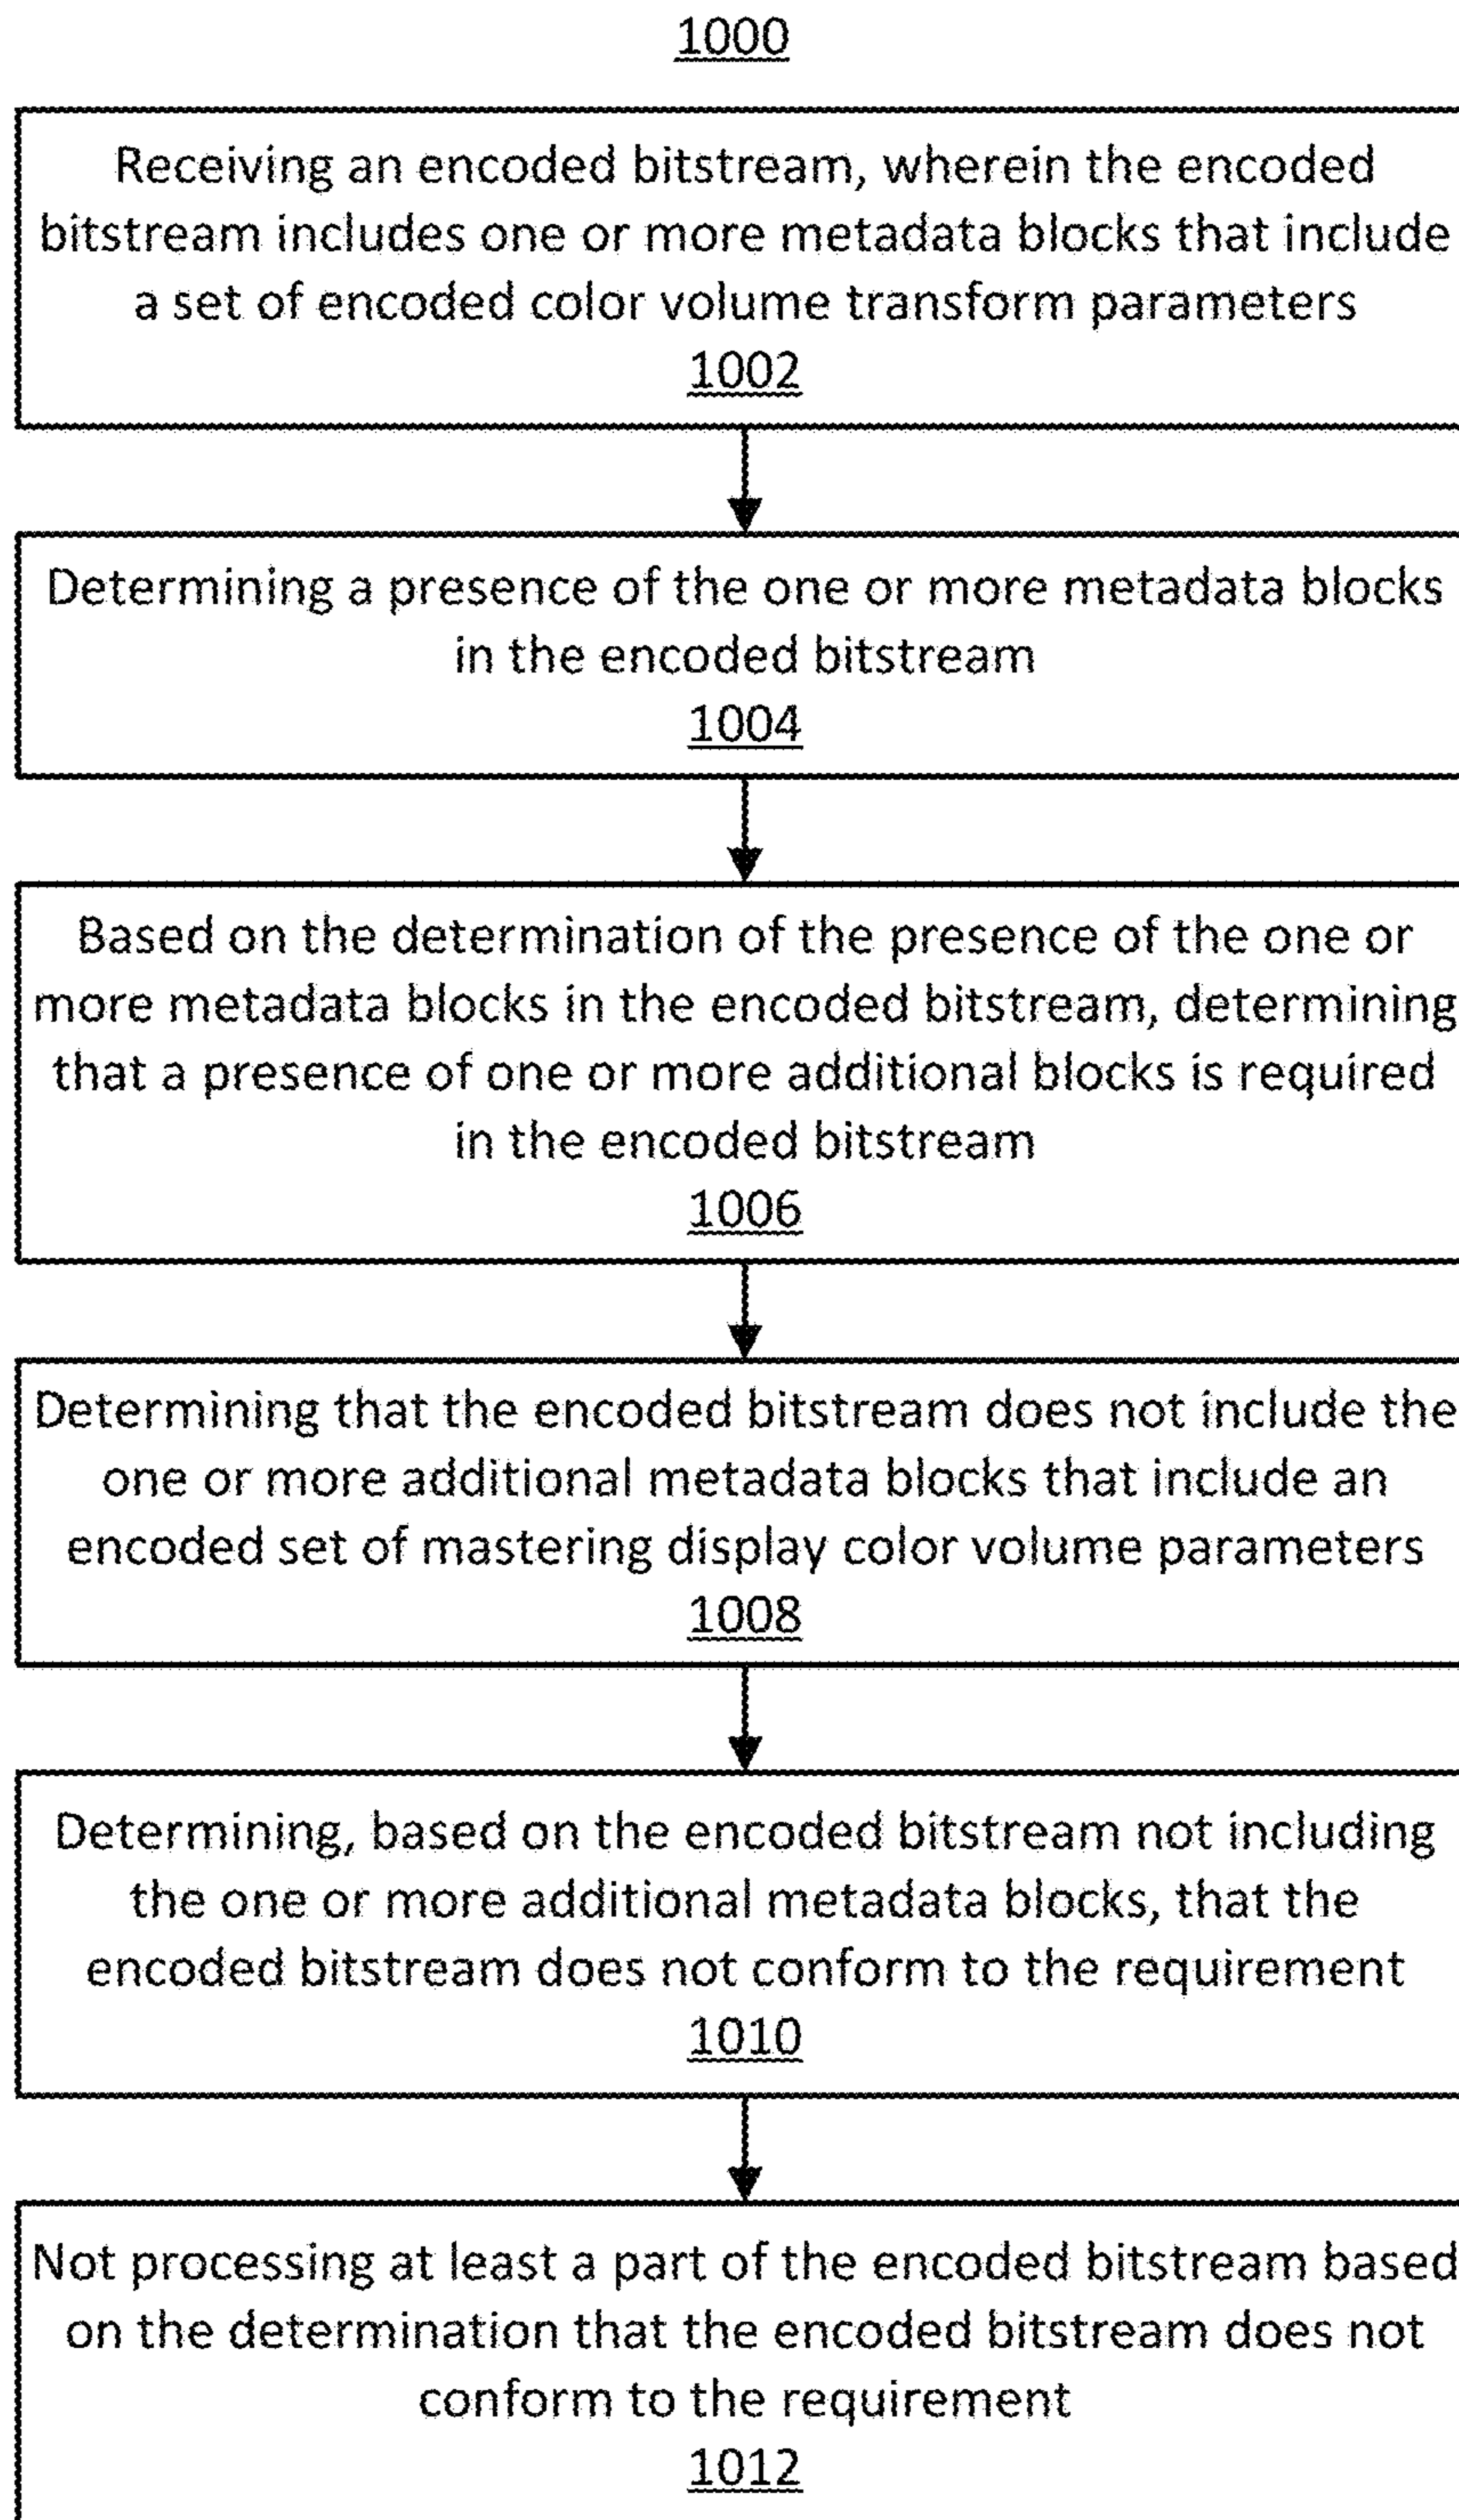 1000
Receiving an encoded bitstream, wherein the encoded
bitstream includes one or more metadata blocks that include
a set of encoded color volume transform parameters
1002
Determining a presence of the one or more metadata blocks
in the encoded bitstream
1004
Based on the determination of the presence of the one or
more metadata blocks in the encoded bitstream, determining
that a presence of one or more additional blocks is required
in the encoded bitstream
1006
Determining that the encoded bitstream does not include the
one or more additional metadata blocks that include an
encoded set of mastering display color volume parameters
1008
Determining, based on the encoded bitstream not including
the one or more additional metadata blocks, that the
encoded bitstream does not conform to the requirement
1010
Not processing at least a part of the encoded bitstream based
on the determination that the encoded bitstream does not
conform to the requirement
1012